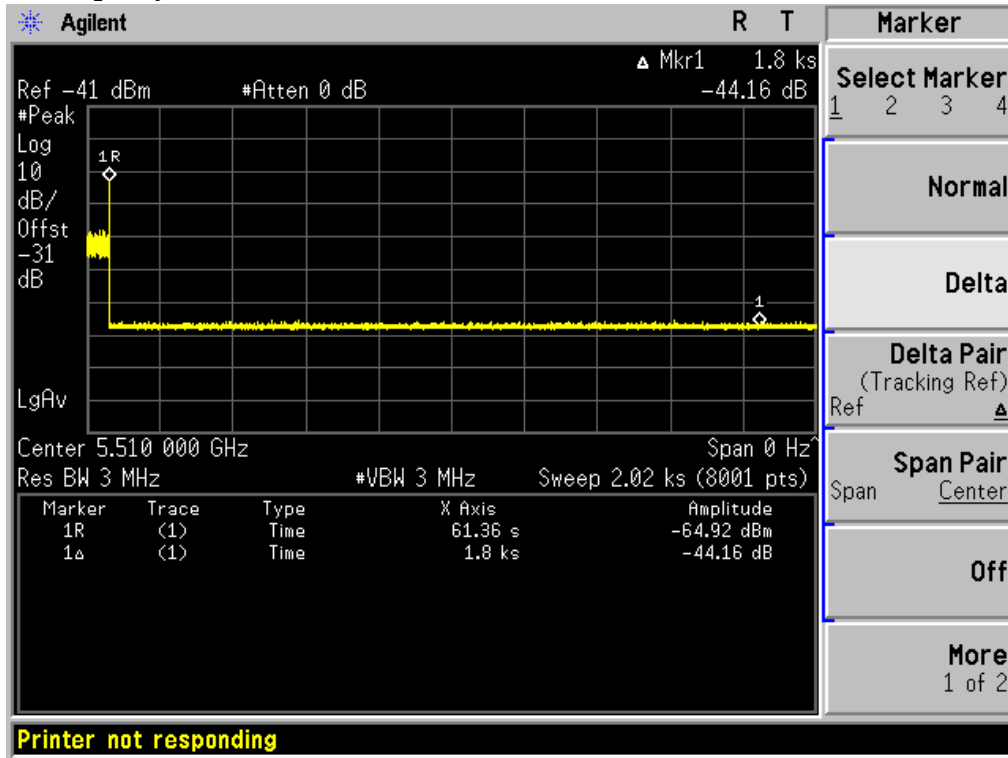 Agilent R T
Δ Mkr1 1.8 ks
Ref -41 dBm #Atten 0 dB -44.16 dB
#Peak
Log
10
dB/
Offst
-31
dB
1R
1
LgAv
Center 5.510 000 GHz Span 0 Hz^
Res BW 3 MHz #VBW 3 MHz Sweep 2.02 ks (8001 pts)
Marker Trace Type X Axis Amplitude
1R (1) Time 61.36 s -64.92 dBm
1Δ (1) Time 1.8 ks -44.16 dB
Printer not responding
Marker
Select Marker
1 2 3 4
Normal
Delta
Delta Pair
(Tracking Ref)
Ref Δ
Span Pair
Span Center
Off
More
1 of 2